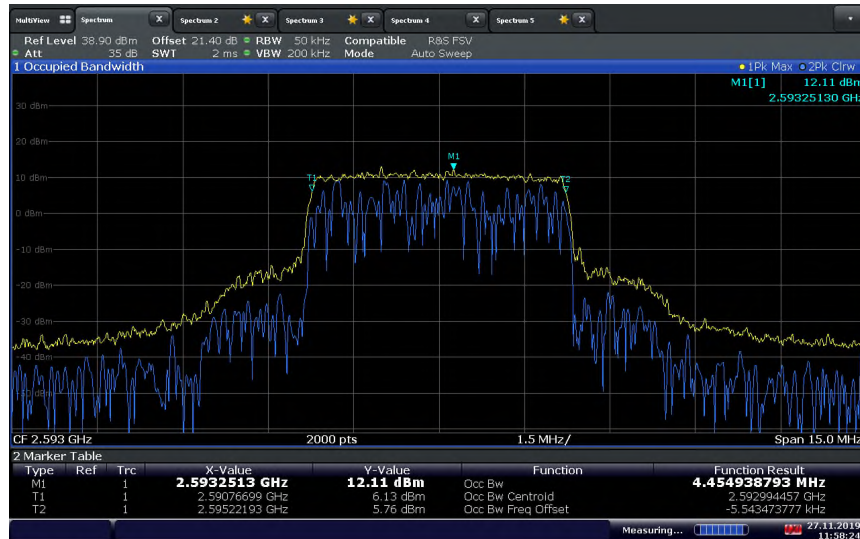 MultiView Spectrum X Spectrum 2 X Spectrum 3 X Spectrum 4 X Spectrum 5 X
Ref Level 38.90 dBm Offset 21.40 dB RBW 50 kHz Compatible R&S FSV
Att 35 dB SWT 2 ms VBW 200 kHz Mode Auto Sweep
1 Occupied Bandwidth 1Pk Max 2Pk Clrw
M1[1] 12.11 dBm
2.59325130 GHz
30 dBm
20 dBm
M1
10 dBm T1 T2
0 dBm
-10 dBm
-20 dBm
-30 dBm
-40 dBm
-50 dBm
CF 2.593 GHz 2000 pts 1.5 MHz/ Span 15.0 MHz
2 Marker Table
Type Ref Trc X-Value Y-Value Function Function Result
M1 1 2.5932513 GHz 12.11 dBm Occ Bw 4.454938793 MHz
T1 1 2.59076699 GHz 6.13 dBm Occ Bw Centroid 2.592994457 GHz
T2 1 2.59522193 GHz 5.76 dBm Occ Bw Freq Offset -5.543473777 kHz
Measuring... 27.11.2019
11:58:24